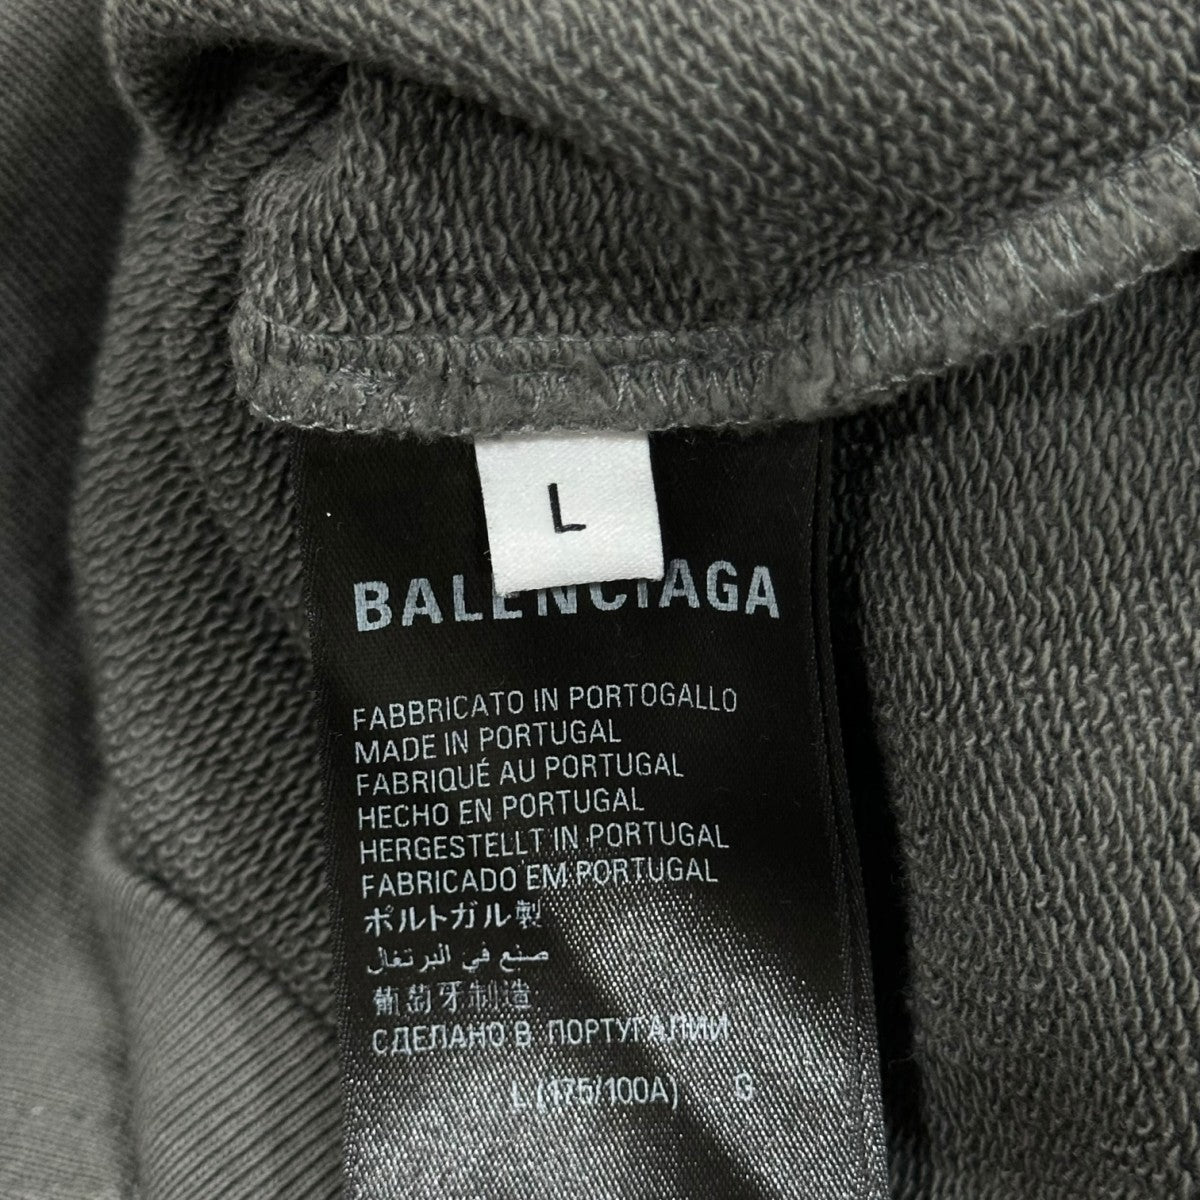 L
BALENCIAGA
FABBRICATO IN PORTOGALLO
MADE IN PORTUGAL
FABRIQUÉ AU PORTUGAL
HECHO EN PORTUGAL
HERGESTELLT IN PORTUGAL
FABRICADO EM PORTUGAL
ポルトガル製
صنع في البرتغال
葡萄牙制造
СДЕЛАНО В ПОРТУГАЛИИ
L(175/100A) G